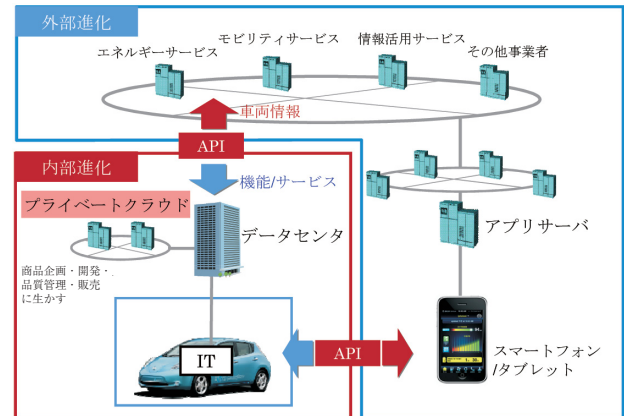 外部進化
エネルギーサービス
モビリティサービス
情報活用サービス
その他事業者
車両情報
API
内部進化
機能/サービス
プライベートクラウド
データセンタ
アプリサーバ
商品企画・開発・
品質管理・販売
に生かす
IT
API
スマートフォン
/タブレット